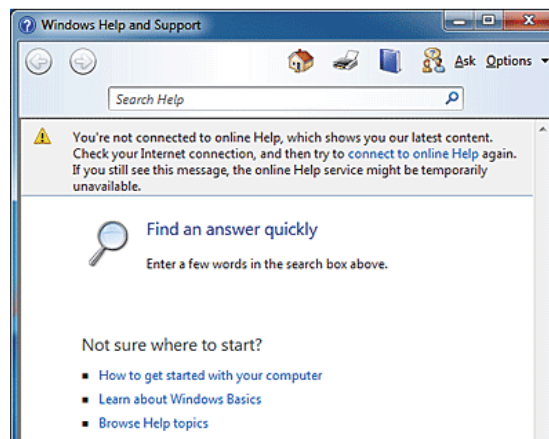 Windows Help and Support
Ask Options
Search Help
You're not connected to online Help, which shows you our latest content.
Check your Internet connection, and then try to connect to online Help again.
If you still see this message, the online Help service might be temporarily
unavailable.
Find an answer quickly
Enter a few words in the search box above.
Not sure where to start?
How to get started with your computer
Learn about Windows Basics
Browse Help topics